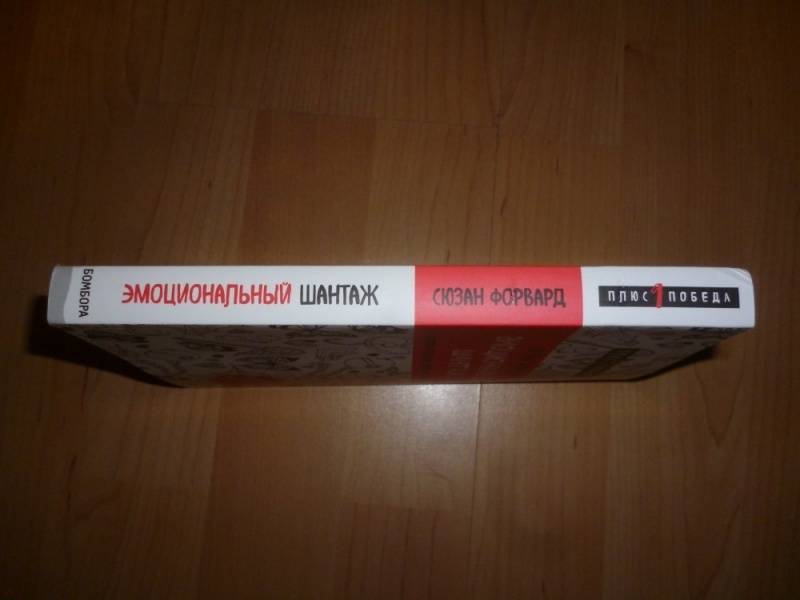 БОМБОРА
ЭМОЦИОНАЛЬНЫЙ ШАНТАЖ
СЮЗАН ФОРВАРД
ПЛЮС 1 ПОБЕДА